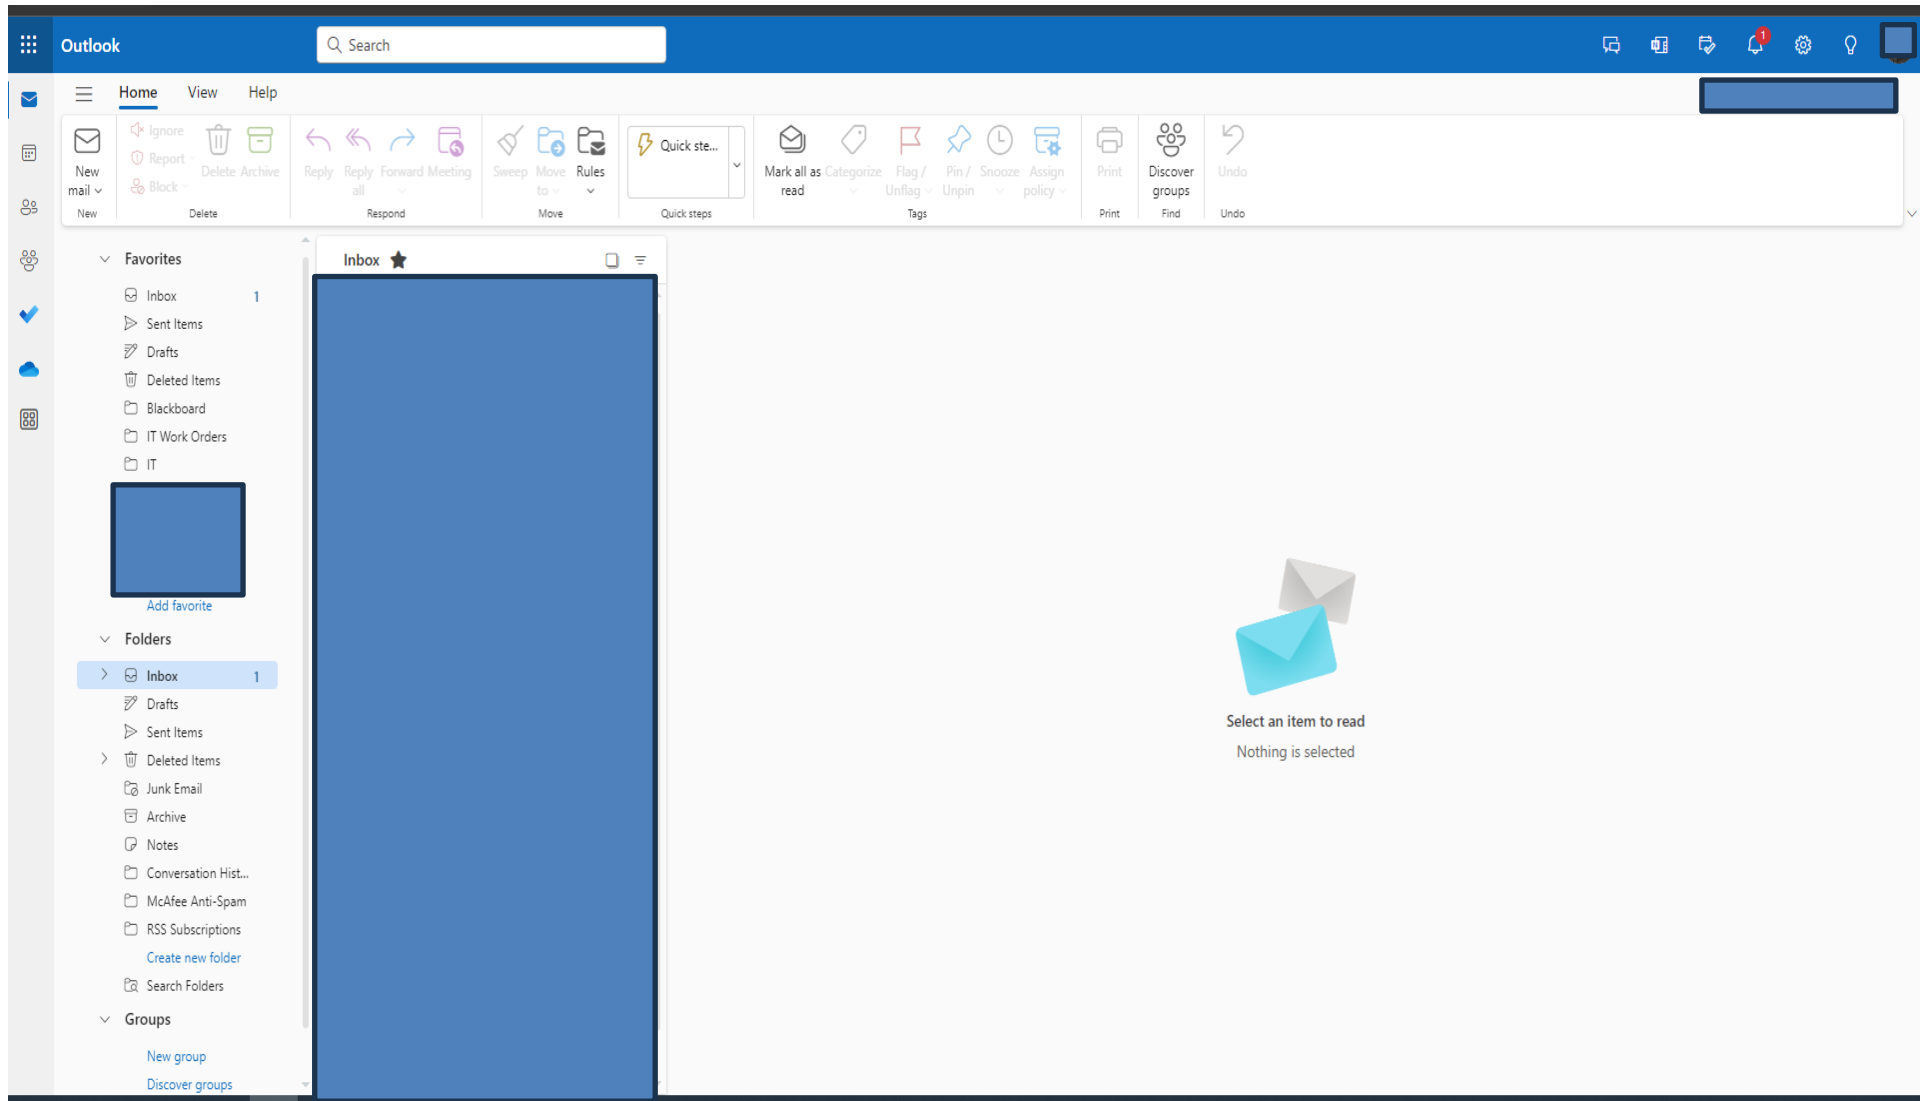 Outlook
Search
1
Home View Help
New mail
Ignore
Report
Block
Delete Archive
Reply Reply all Forward Meeting
Sweep Move to Rules
Quick ste...
Mark all as read Categorize Flag / Unflag Pin / Unpin Snooze Assign policy
Print
Discover groups
Undo
New Delete Respond Move Quick steps Tags Print Find Undo
Favorites
Inbox 1
Sent Items
Drafts
Deleted Items
Blackboard
IT Work Orders
IT
Add favorite
Folders
Inbox 1
Drafts
Sent Items
Deleted Items
Junk Email
Archive
Notes
Conversation Hist...
McAfee Anti-Spam
RSS Subscriptions
Create new folder
Search Folders
Groups
New group
Discover groups
Inbox
Select an item to read
Nothing is selected